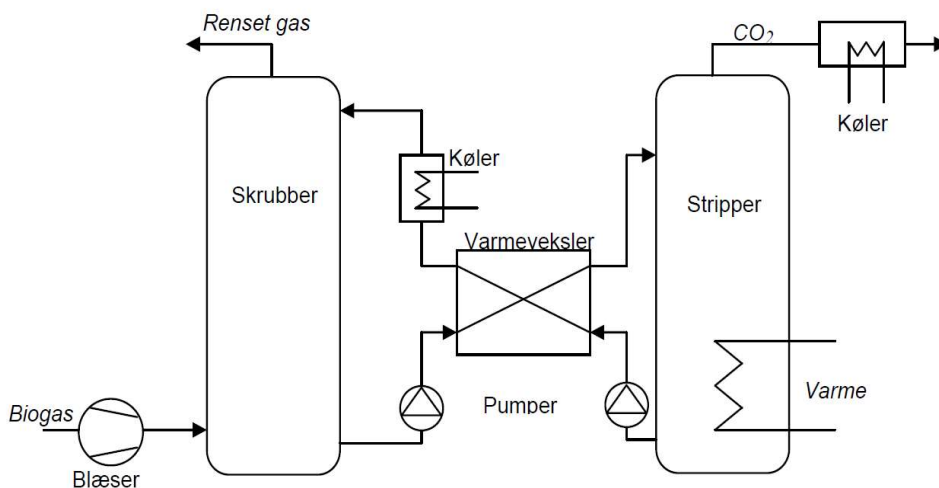 Renset gas
CO2
Køler
Køler
Skrubber
Stripper
Varmeveksler
Varme
Pumper
Biogas
Blæser